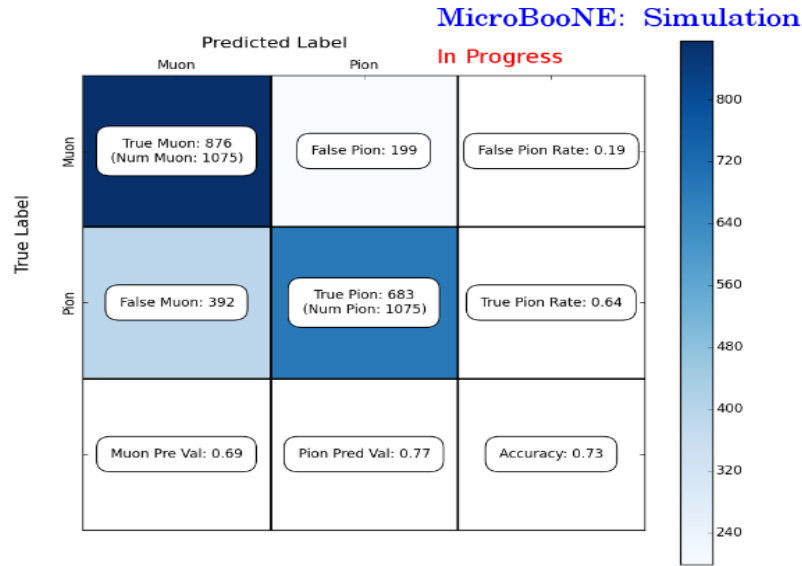 MicroBooNE: Simulation
In Progress
Predicted Label
Muon
Pion
True Label
Muon
True Muon: 876
(Num Muon: 1075)
False Pion: 199
False Pion Rate: 0.19
Pion
False Muon: 392
True Pion: 683
(Num Pion: 1075)
True Pion Rate: 0.64
Muon Pre Val: 0.69
Pion Pred Val: 0.77
Accuracy: 0.73
800
720
640
560
480
400
320
240